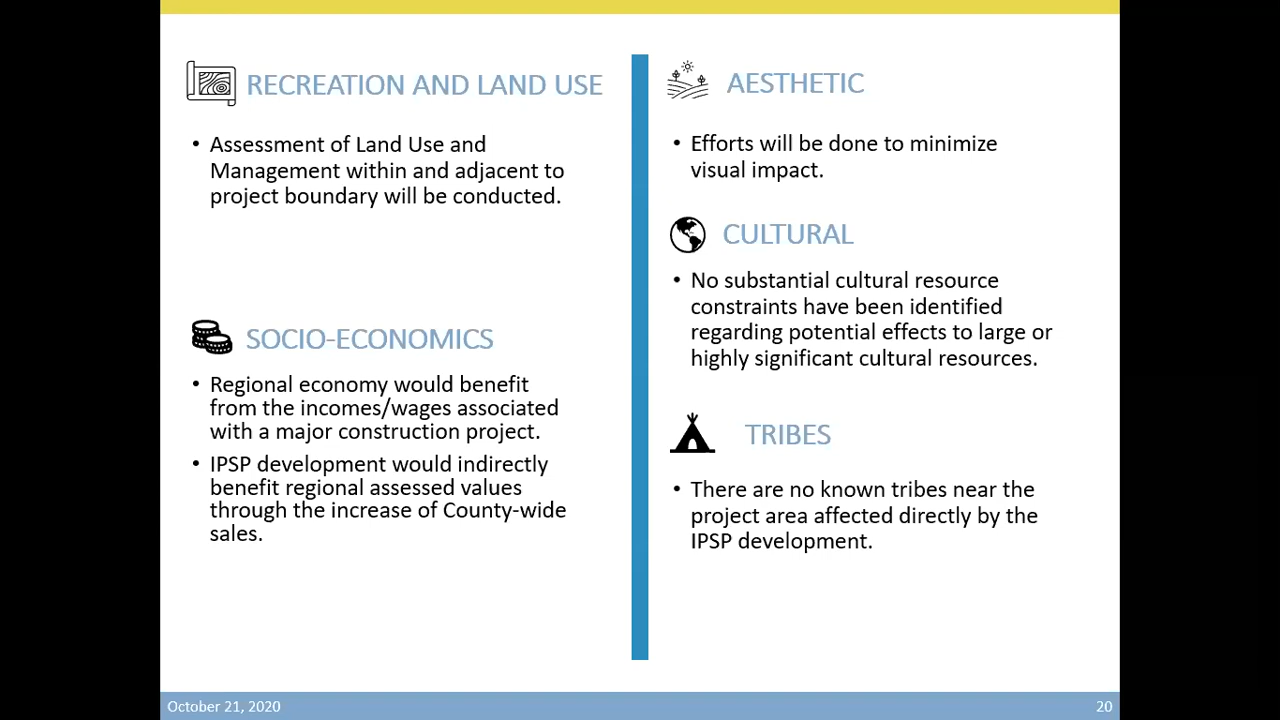 RECREATION AND LAND USE
• Assessment of Land Use and
Management within and adjacent to
project boundary will be conducted.
SOCIO-ECONOMICS
• Regional economy would benefit
from the incomes/wages associated
with a major construction project.
• IPSP development would indirectly
benefit regional assessed values
through the increase of County-wide
sales.
AESTHETIC
• Efforts will be done to minimize
visual impact.
CULTURAL
• No substantial cultural resource
constraints have been identified
regarding potential effects to large or
highly significant cultural resources.
TRIBES
• There are no known tribes near the
project area affected directly by the
IPSP development.
October 21, 2020
20